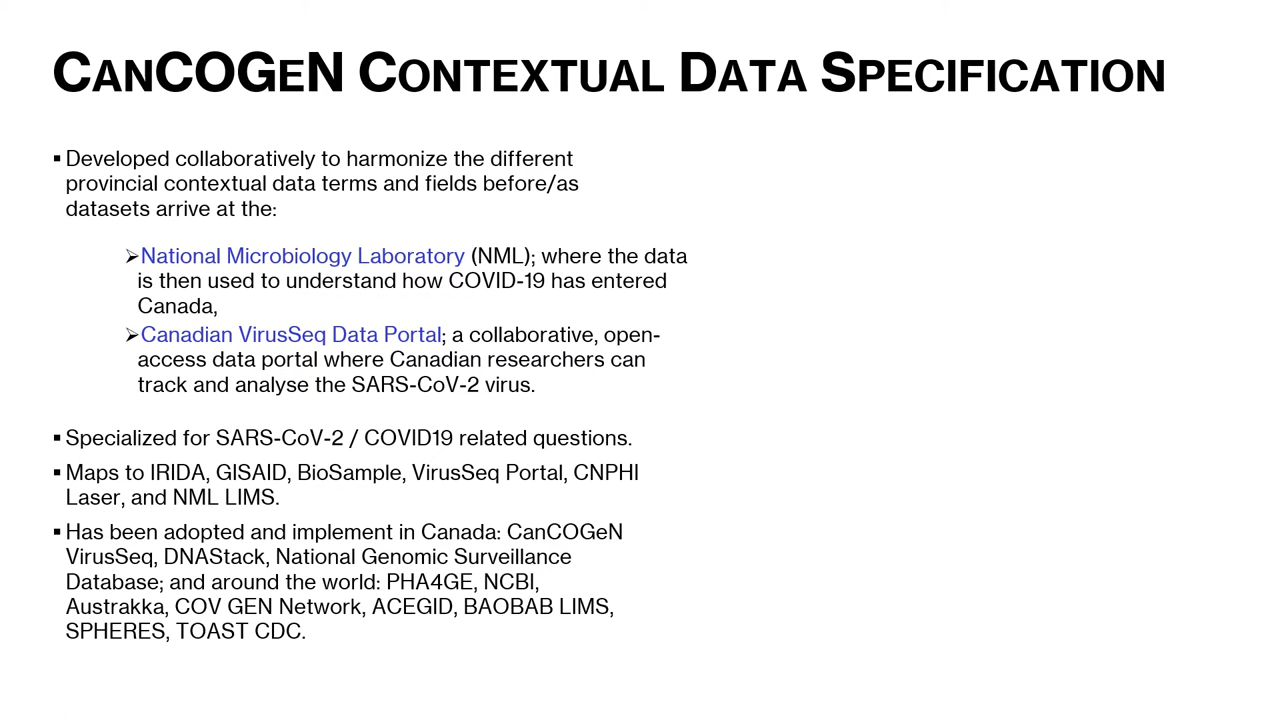 CANCOGEN CONTEXTUAL DATA SPECIFICATION
▪ Developed collaboratively to harmonize the different
provincial contextual data terms and fields before/as
datasets arrive at the:
➢National Microbiology Laboratory (NML); where the data
is then used to understand how COVID-19 has entered
Canada,
➢Canadian VirusSeq Data Portal; a collaborative, open-
access data portal where Canadian researchers can
track and analyse the SARS-CoV-2 virus.
▪ Specialized for SARS-CoV-2 / COVID19 related questions.
▪ Maps to IRIDA, GISAID, BioSample, VirusSeq Portal, CNPHI
Laser, and NML LIMS.
▪ Has been adopted and implement in Canada: CanCOGeN
VirusSeq, DNAStack, National Genomic Surveillance
Database; and around the world: PHA4GE, NCBI,
Austrakka, COV GEN Network, ACEGID, BAOBAB LIMS,
SPHERES, TOAST CDC.